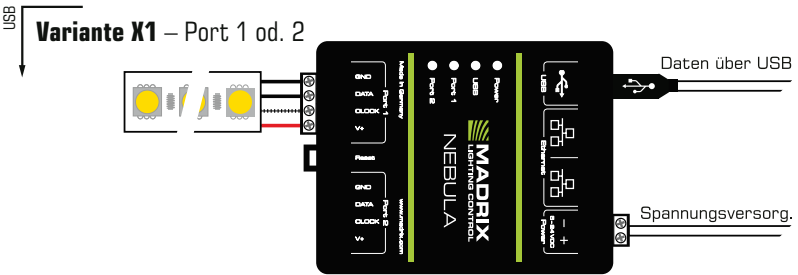 USB
Variante X1 – Port 1 od. 2
Daten über USB
Spannungsversorg.
GND
DATA
CLOCK
V+
Port 1
Made in Germany
Reset
GND
DATA
CLOCK
V+
Port 2
www.madrix.com
Port 2
Port 1
USB
Power
MADRIX
LIGHTING CONTROL
NEBULA
USB
Ethernet
5-24 VDC
Power
– +